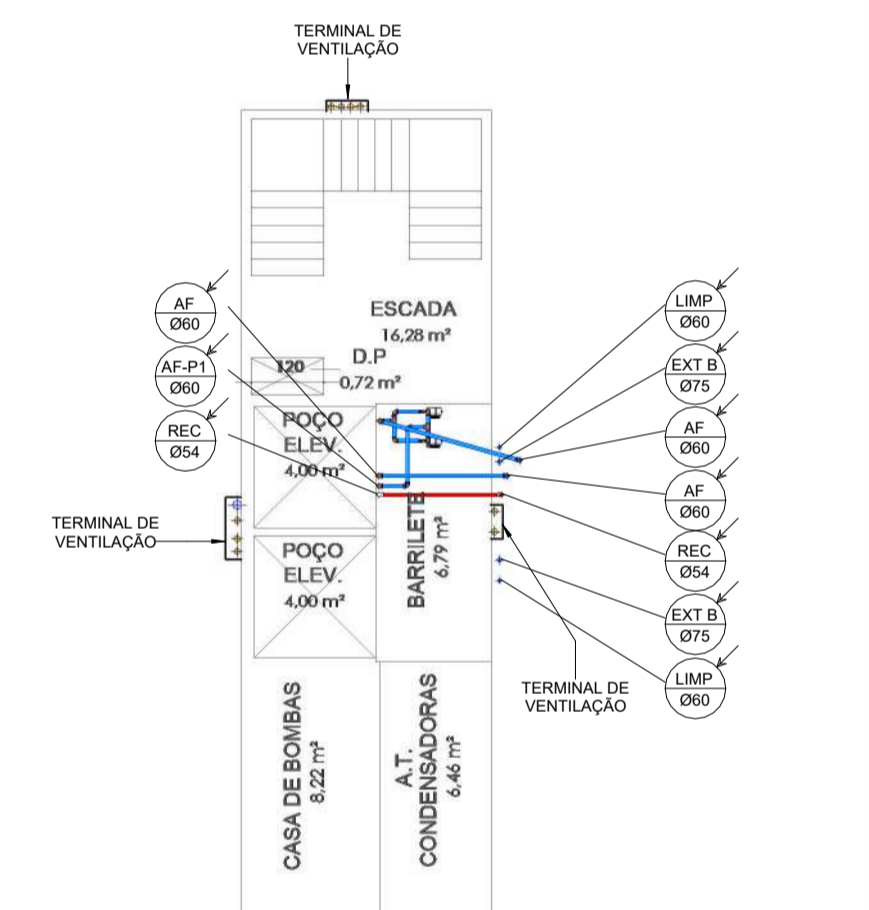 TERMINAL DE
VENTILAÇÃO
AF
Ø60
AF-P1
Ø60
REC
Ø54
ESCADA
16,28 m²
120
D.P
0,72 m²
POÇO
ELEV.
4,00 m²
POÇO
ELEV.
4,00 m²
BARRILETE
6,79 m²
LIMP
Ø60
EXT B
Ø75
AF
Ø60
AF
Ø60
REC
Ø54
EXT B
Ø75
LIMP
Ø60
TERMINAL DE
VENTILAÇÃO
TERMINAL DE
VENTILAÇÃO
CASA DE BOMBAS
8,22 m²
A.T.
CONDENSADORAS
6,46 m²